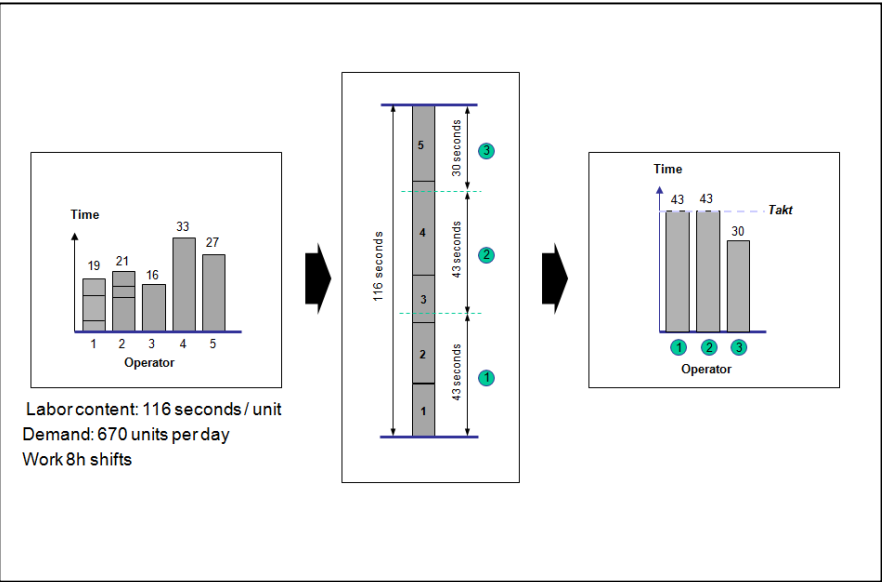 Time
19
21
16
33
27
1 2 3 4 5
Operator
Labor content: 116 seconds / unit
Demand: 670 units per day
Work 8h shifts
116 seconds
5
4
3
2
1
30 seconds
3
43 seconds
2
43 seconds
1
Time
43 43
30
Takt
1 2 3
Operator